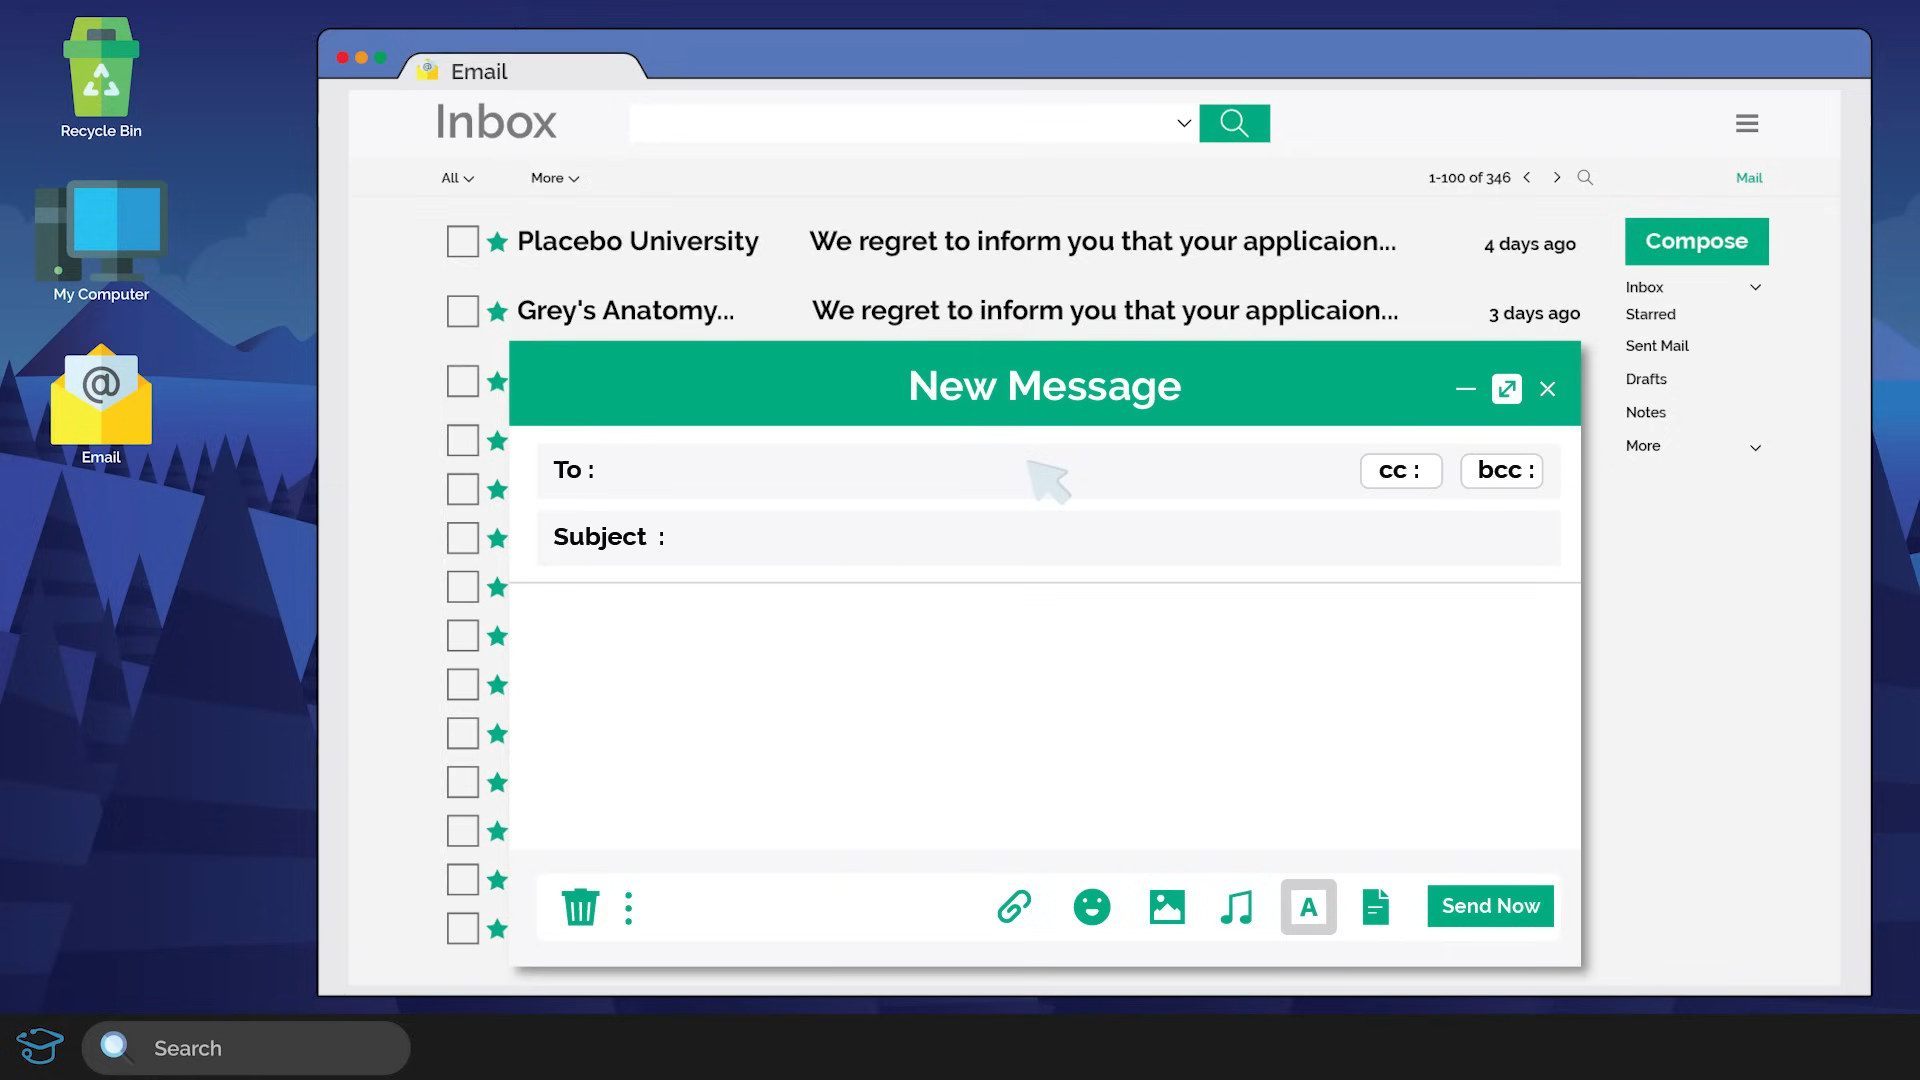 Recycle Bin
My Computer
Email
Email
Inbox
All
More
1-100 of 346
Mail
Placebo University We regret to inform you that your applicaion... 4 days ago
Grey's Anatomy... We regret to inform you that your applicaion... 3 days ago
Compose
Inbox
Starred
Sent Mail
Drafts
Notes
More
New Message
To :
cc :
bcc :
Subject :
A
Send Now
Search